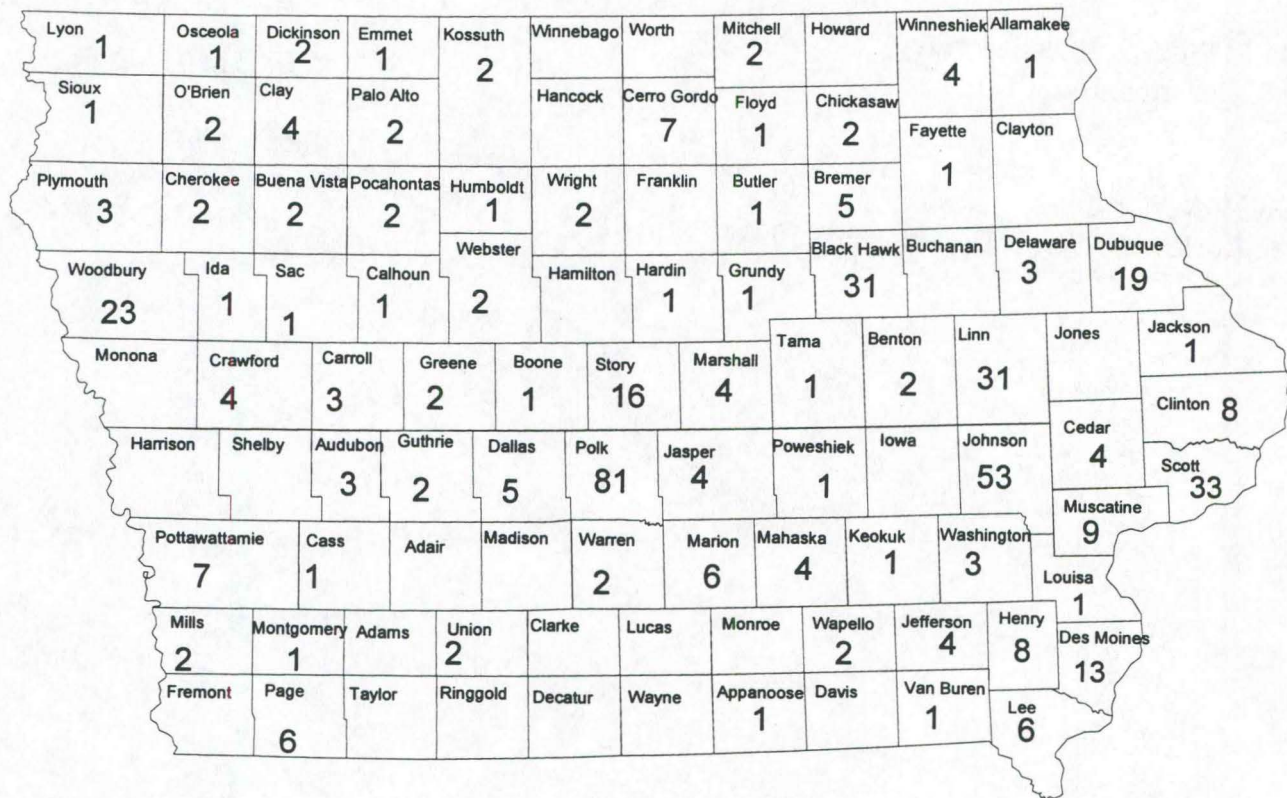 Lyon 1
Osceola 1
Dickinson 2
Emmet 1
Kossuth 2
Winnebago
Worth
Mitchell 2
Howard
Winneshiek 4
Allamakee 1
Sioux 1
O'Brien 2
Clay 4
Palo Alto 2
Hancock
Cerro Gordo 7
Floyd 1
Chickasaw 2
Fayette 1
Clayton
Plymouth 3
Cherokee 2
Buena Vista 2
Pocahontas 2
Humboldt 1
Wright 2
Franklin
Butler 1
Bremer 5
Woodbury 23
Ida 1
Sac 1
Calhoun 1
Webster 2
Hamilton
Hardin 1
Grundy 1
Black Hawk 31
Buchanan
Delaware 3
Dubuque 19
Monona
Crawford 4
Carroll 3
Greene 2
Boone 1
Story 16
Marshall 4
Tama 1
Benton 2
Linn 31
Jones
Jackson 1
Clinton 8
Harrison
Shelby
Audubon 3
Guthrie 2
Dallas 5
Polk 81
Jasper 4
Poweshiek 1
Iowa
Johnson 53
Cedar 4
Scott 33
Muscatine 9
Pottawattamie 7
Cass 1
Adair
Madison
Warren 2
Marion 6
Mahaska 4
Keokuk 1
Washington 3
Louisa 1
Mills 2
Montgomery 1
Adams
Union 2
Clarke
Lucas
Monroe
Wapello 2
Jefferson 4
Henry 8
Des Moines 13
Fremont
Page 6
Taylor
Ringgold
Decatur
Wayne
Appanoose 1
Davis
Van Buren 1
Lee 6